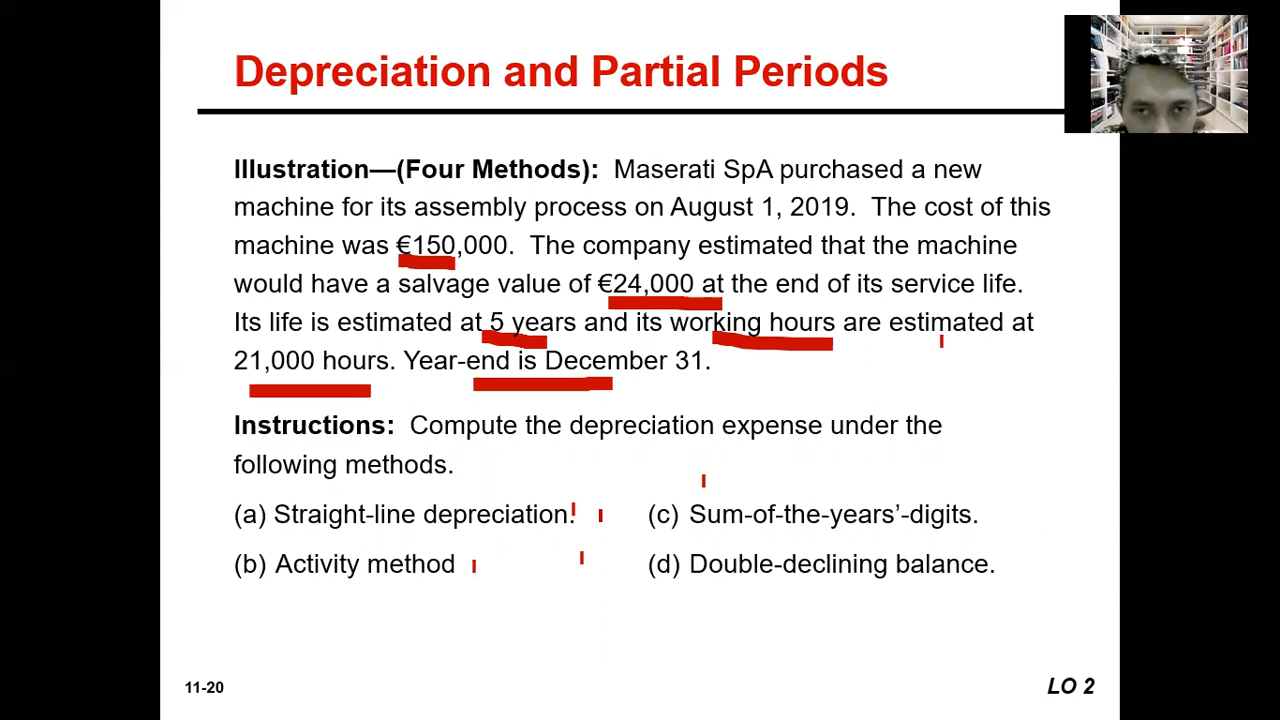 Depreciation and Partial Periods
Illustration—(Four Methods): Maserati SpA purchased a new
machine for its assembly process on August 1, 2019. The cost of this
machine was €150,000. The company estimated that the machine
would have a salvage value of €24,000 at the end of its service life.
Its life is estimated at 5 years and its working hours are estimated at
21,000 hours. Year-end is December 31.
Instructions: Compute the depreciation expense under the
following methods.
(a) Straight-line depreciation. (c) Sum-of-the-years’-digits.
(b) Activity method (d) Double-declining balance.
11-20 LO 2